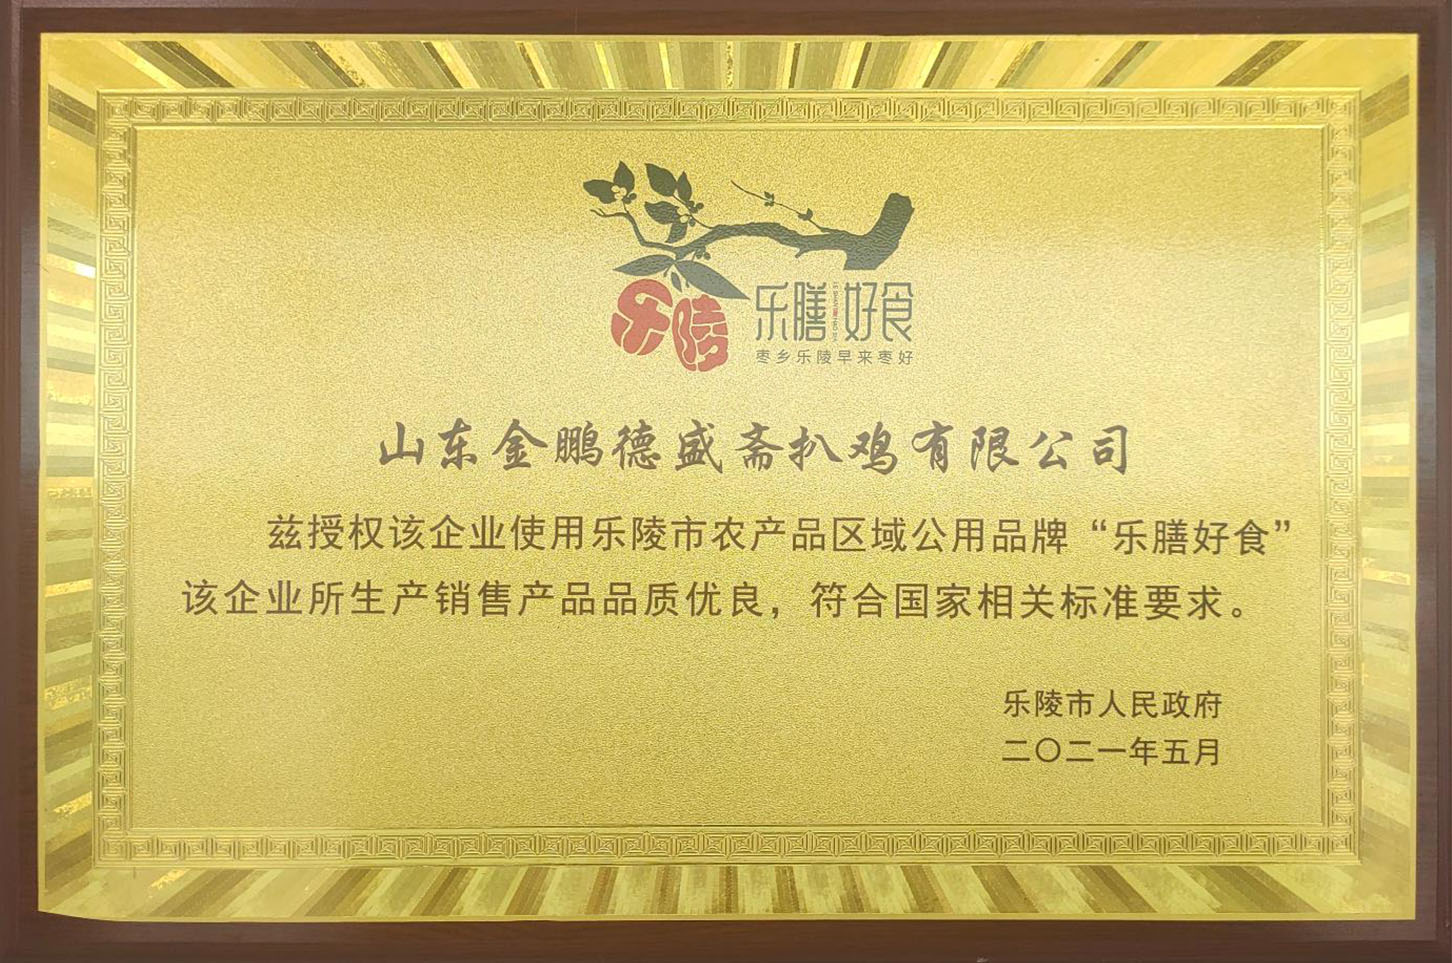 乐陵
乐膳好食
枣乡乐陵早来枣好
山东金鹏德盛斋扒鸡有限公司
兹授权该企业使用乐陵市农产品区域公用品牌“乐膳好食”
该企业所生产销售产品品质优良，符合国家相关标准要求。
乐陵市人民政府
二〇二一年五月